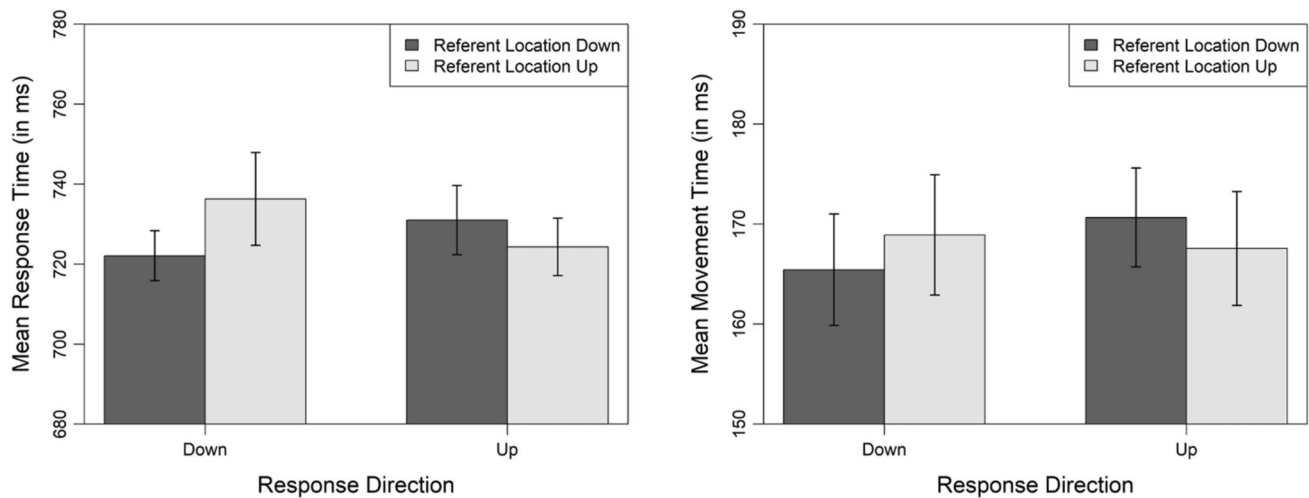 Mean Response Time (in ms)
780
760
740
720
700
680
Referent Location Down
Referent Location Up
Down
Up
Response Direction
Mean Movement Time (in ms)
190
180
170
160
150
Referent Location Down
Referent Location Up
Down
Up
Response Direction